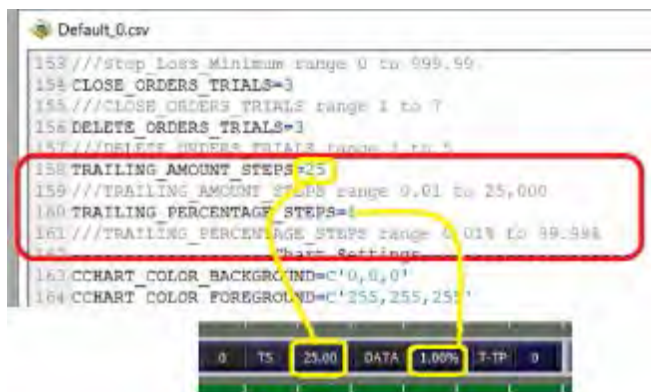 Default_0.csv
153 ///step Loss Minimum range 0 to 999.99
154 CLOSE_ORDERS_TRIALS=3
155 ///CLOSE_ORDERS_TRIALS range 1 to 7
156 DELETE_ORDERS_TRIALS=3
157 ///DELETE_ORDERS_TRIALS range 1 to 5
158 TRAILING_AMOUNT_STEPS=25
159 ///TRAILING_AMOUNT_STEPS range 0.01 to 25,000
160 TRAILING_PERCENTAGE_STEPS=1
161 ///TRAILING_PERCENTAGE_STEPS range 0.01% to 99.99%
162 Chart Settings
163 CCHART_COLOR_BACKGROUND=C'0,0,0'
164 CCHART_COLOR_FOREGROUND=C'255,255,255'
0 TS 25.00 DATA 1.00% T-TP 0